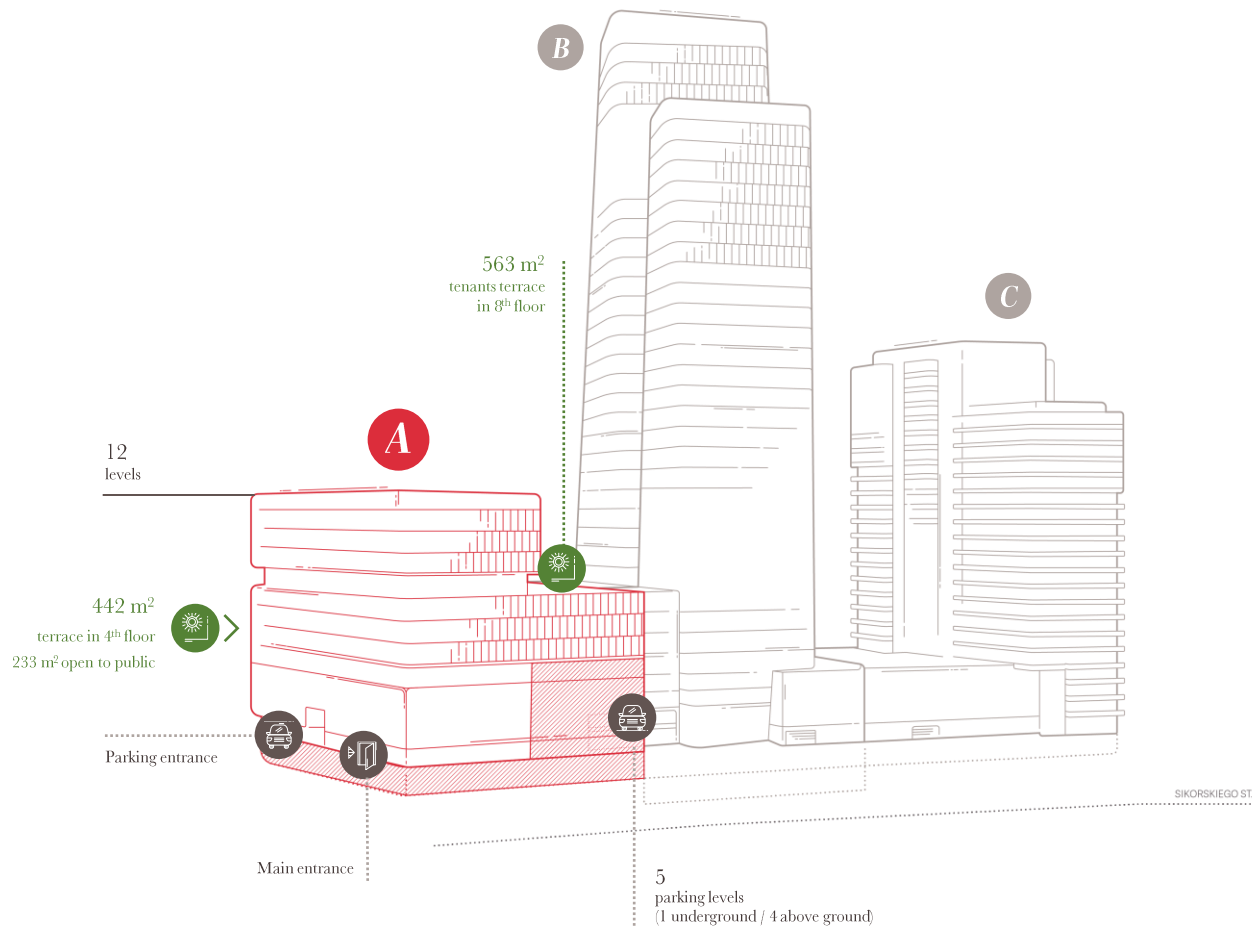 B
563 m²
tenants terrace
in 8th floor
C
A
12
levels
442 m²
terrace in 4th floor
233 m² open to public
Parking entrance
SIKORSKIEGO ST.
Main entrance
5
parking levels
(1 underground / 4 above ground)